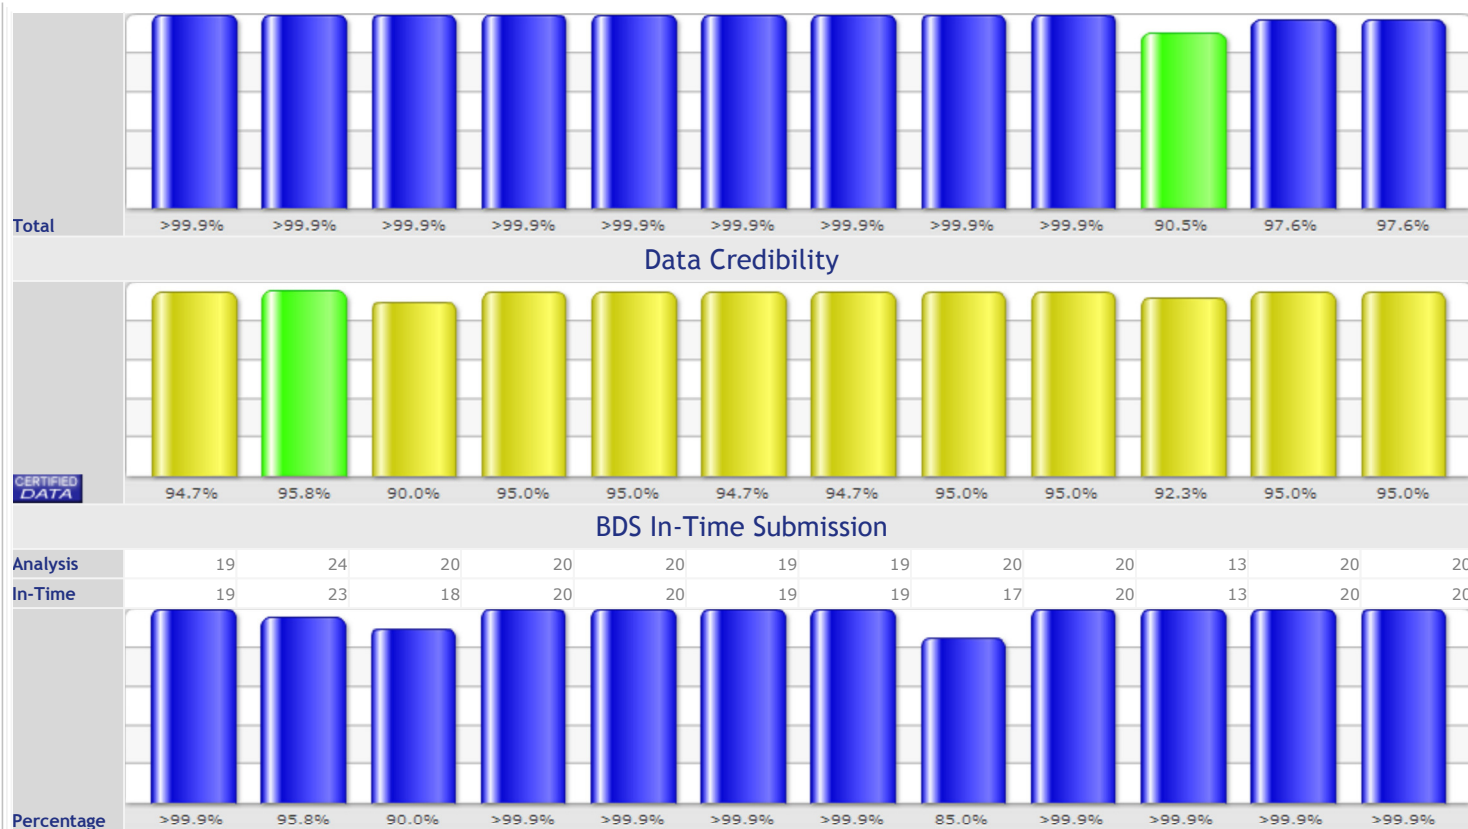 Total >99.9% >99.9% >99.9% >99.9% >99.9% >99.9% >99.9% >99.9% >99.9% 90.5% 97.6% 97.6%
Data Credibility
CERTIFIED
DATA 94.7% 95.8% 90.0% 95.0% 95.0% 94.7% 94.7% 95.0% 95.0% 92.3% 95.0% 95.0%
BDS In-Time Submission
Analysis 19 24 20 20 20 19 19 20 20 13 20 20
In-Time 19 23 18 20 20 19 19 17 20 13 20 20
Percentage >99.9% 95.8% 90.0% >99.9% >99.9% >99.9% >99.9% 85.0% >99.9% >99.9% >99.9% >99.9%